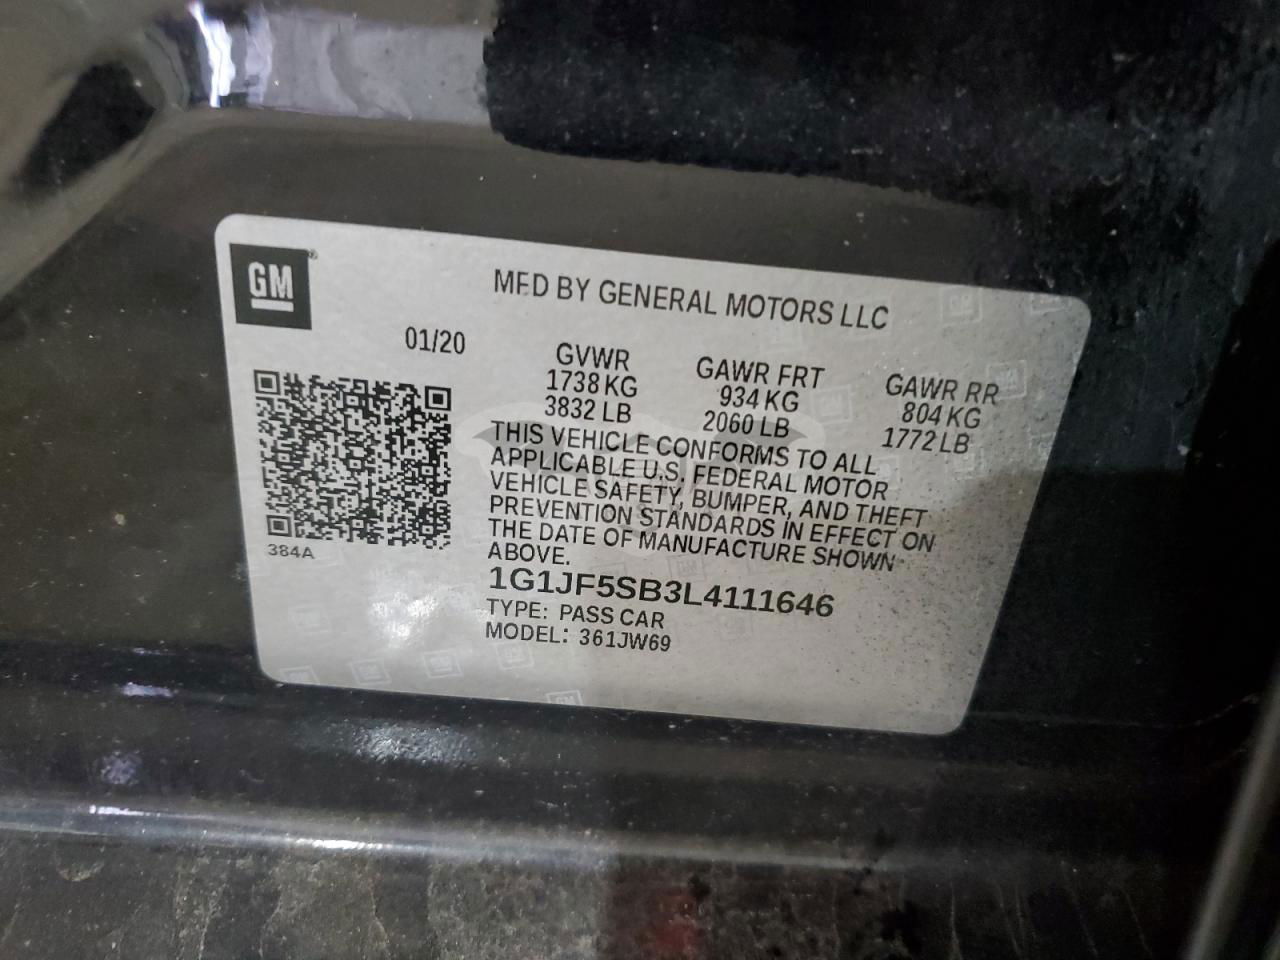 GM®
MFD BY GENERAL MOTORS LLC
01/20
GVWR GAWR FRT GAWR RR
1738 KG 934 KG 804 KG
3832 LB 2060 LB 1772 LB
THIS VEHICLE CONFORMS TO ALL
APPLICABLE U.S. FEDERAL MOTOR
VEHICLE SAFETY, BUMPER, AND THEFT
PREVENTION STANDARDS IN EFFECT ON
THE DATE OF MANUFACTURE SHOWN
ABOVE.
384A
1G1JF5SB3L4111646
TYPE: PASS CAR
MODEL: 361JW69